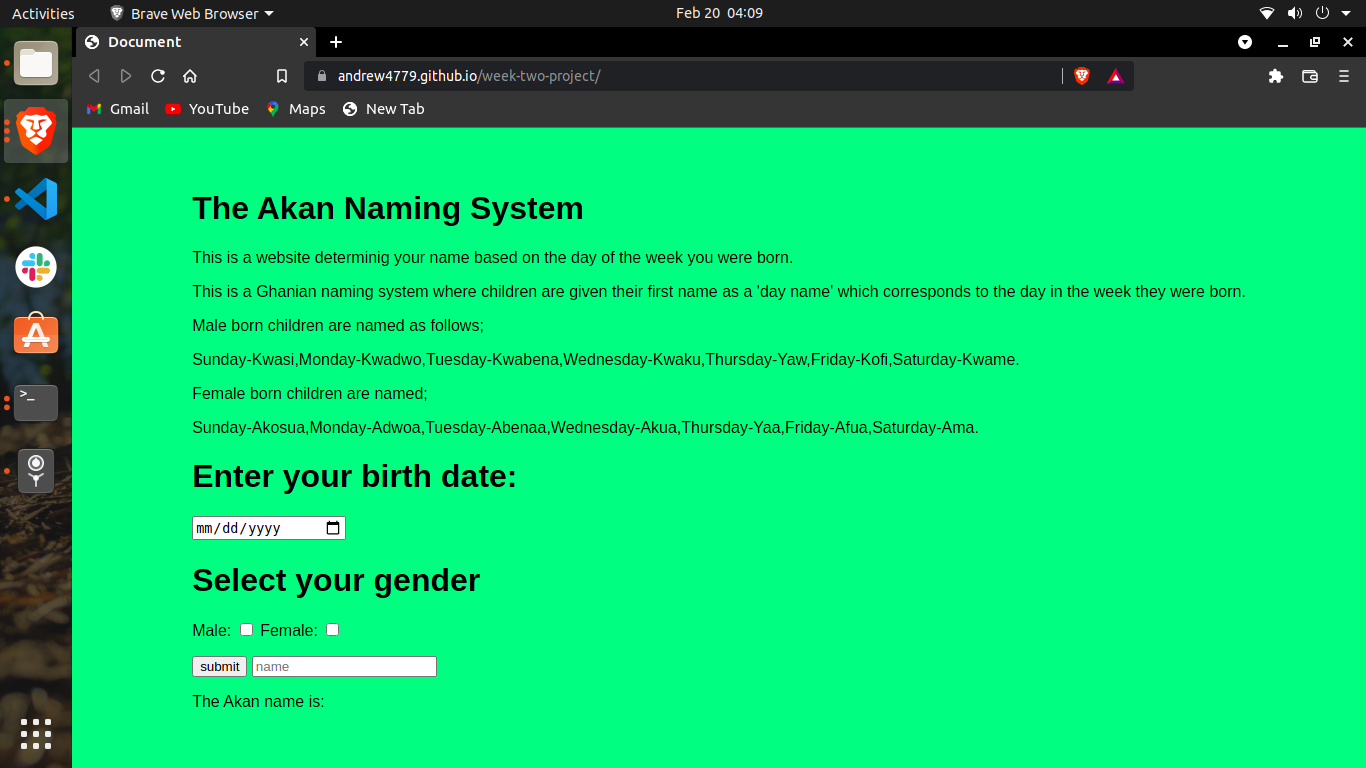 Activities
Brave Web Browser
Feb 20 04:09
Document
andrew4779.github.io/week-two-project/
Gmail
YouTube
Maps
New Tab
The Akan Naming System
This is a website determinig your name based on the day of the week you were born.
This is a Ghanian naming system where children are given their first name as a 'day name' which corresponds to the day in the week they were born.
Male born children are named as follows;
Sunday-Kwasi,Monday-Kwadwo,Tuesday-Kwabena,Wednesday-Kwaku,Thursday-Yaw,Friday-Kofi,Saturday-Kwame.
Female born children are named;
Sunday-Akosua,Monday-Adwoa,Tuesday-Abenaa,Wednesday-Akua,Thursday-Yaa,Friday-Afua,Saturday-Ama.
Enter your birth date:
mm/dd/yyyy
Select your gender
Male: Female:
submit name
The Akan name is: